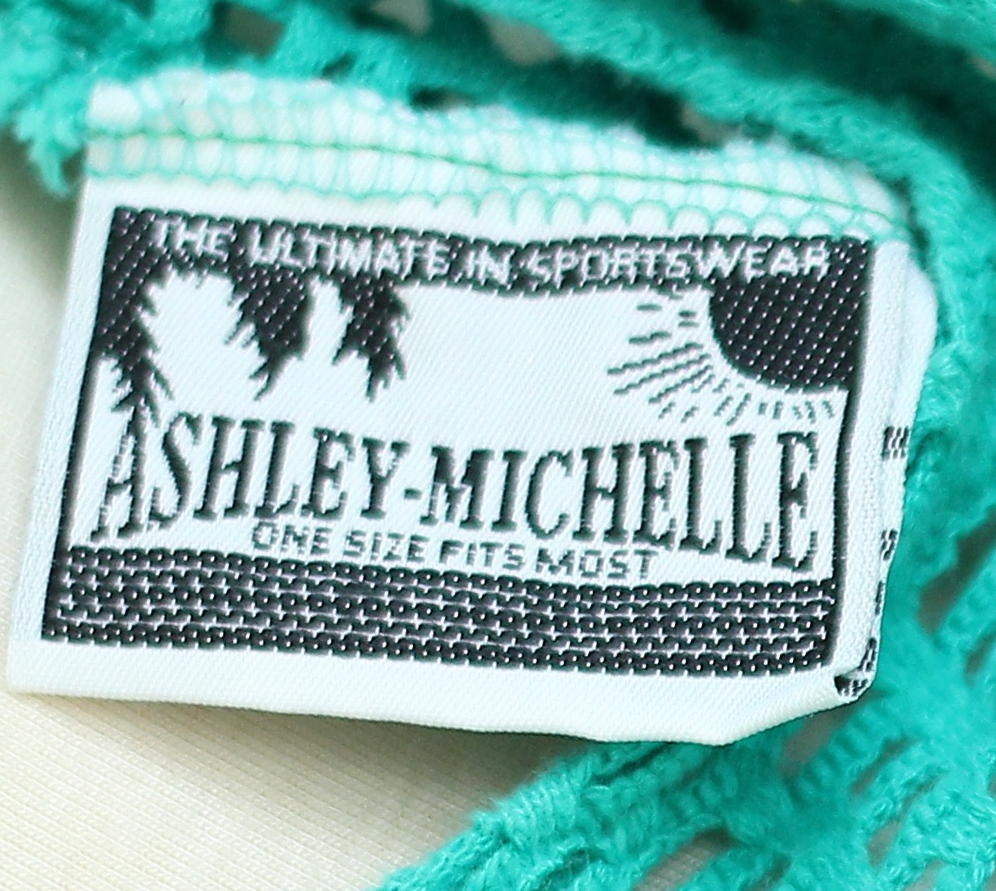 THE ULTIMATE IN SPORTSWEAR
ASHLEY-MICHELLE
ONE SIZE FITS MOST